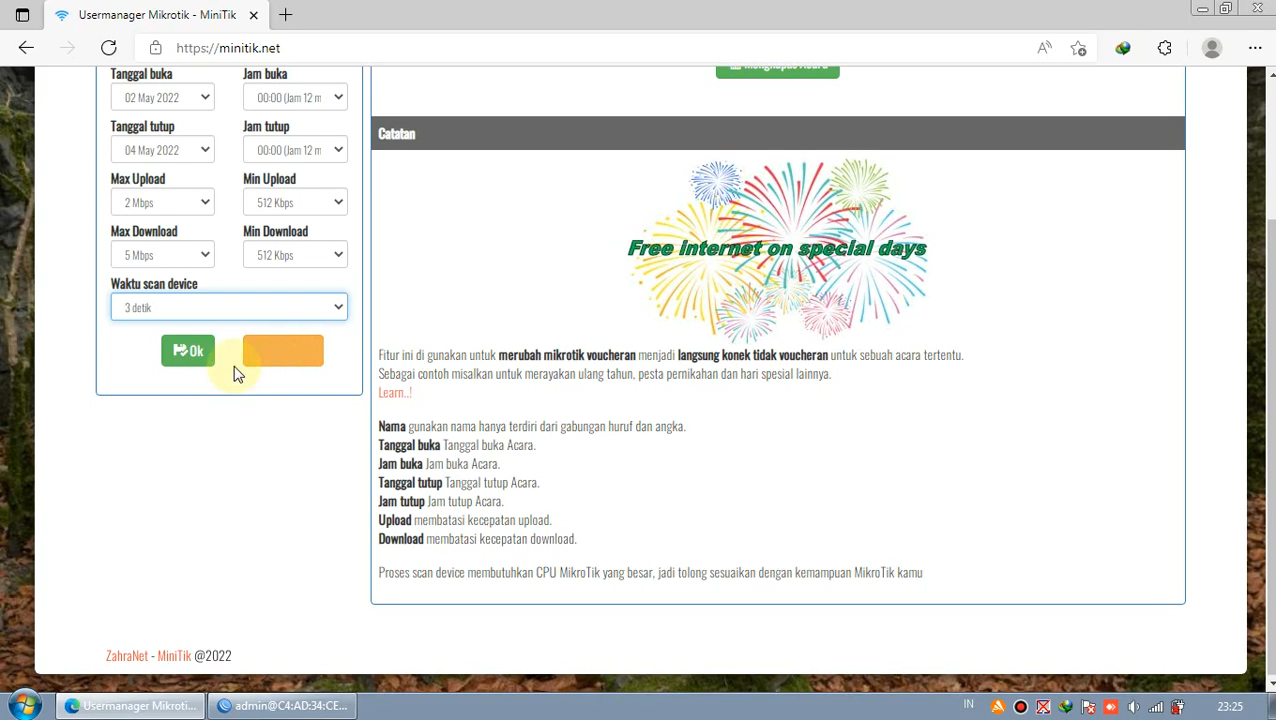 Usermanager MikroTik
https://minitik.net
Tanggal buka
Jam buka
02 May 2022
00:00 (Jam 12 m
Tanggal tutup
Jam tutup
04 May 2022
00:00 (Jam 12 m
Max Upload
Min Upload
2 Mbps
512 Kbps
Max Download
Min Download
5 Mbps
512 Kbps
Waktu scan device
3 detik
Ok
Catatan
Free internet on special days
Fitur ini di gunakan untuk merubah mikrotik voucheran menjadi langsung konek tidak voucheran untuk sebuah acara tertentu.
Sebagai contoh misalkan untuk merayakan ulang tahun, pesta pernikahan dan hari spesial lainnya.
Learn..!
Nama gunakan nama hanya terdiri dari gabungan huruf dan angka.
Tanggal buka Tanggal buka Acara.
Jam buka Jam buka Acara.
Tanggal tutup Tanggal tutup Acara.
Jam tutup Jam tutup Acara.
Upload membatasi kecepatan upload.
Download membatasi kecepatan download.
Proses scan device membutuhkan CPU MikroTik yang besar, jadi tolong sesuaikan dengan kemampuan MikroTik kamu
ZahraNet - MiniTik @2022
Usermanager Mikroti...
admin@C4:AD:34:CE...
IN
23:25